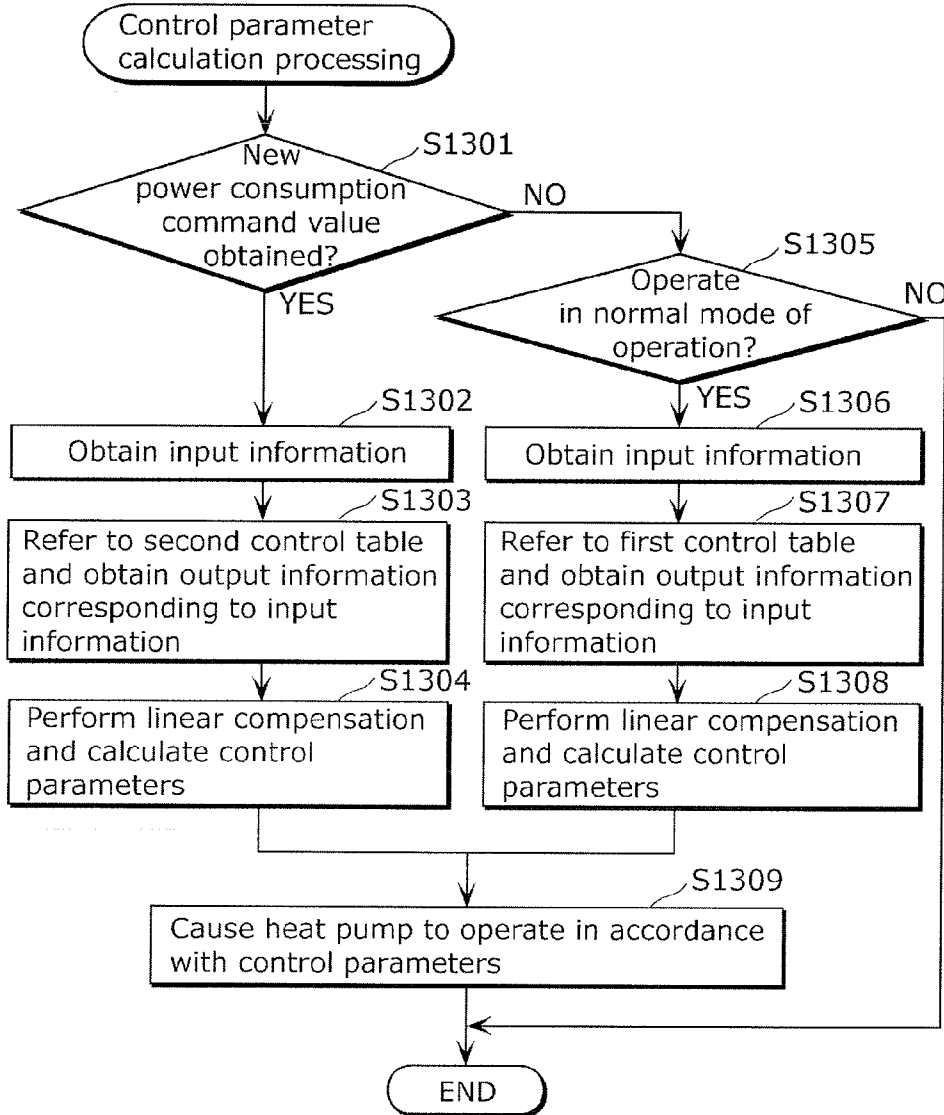 Control parameter
calculation processing
S1301
New
power consumption
command value
obtained?
NO
YES
S1305
Operate
in normal mode of
operation?
NO
YES
S1302
Obtain input information
S1306
Obtain input information
S1303
Refer to second control table
and obtain output information
corresponding to input
information
S1307
Refer to first control table
and obtain output information
corresponding to input
information
S1304
Perform linear compensation
and calculate control
parameters
S1308
Perform linear compensation
and calculate control
parameters
S1309
Cause heat pump to operate in accordance
with control parameters
END